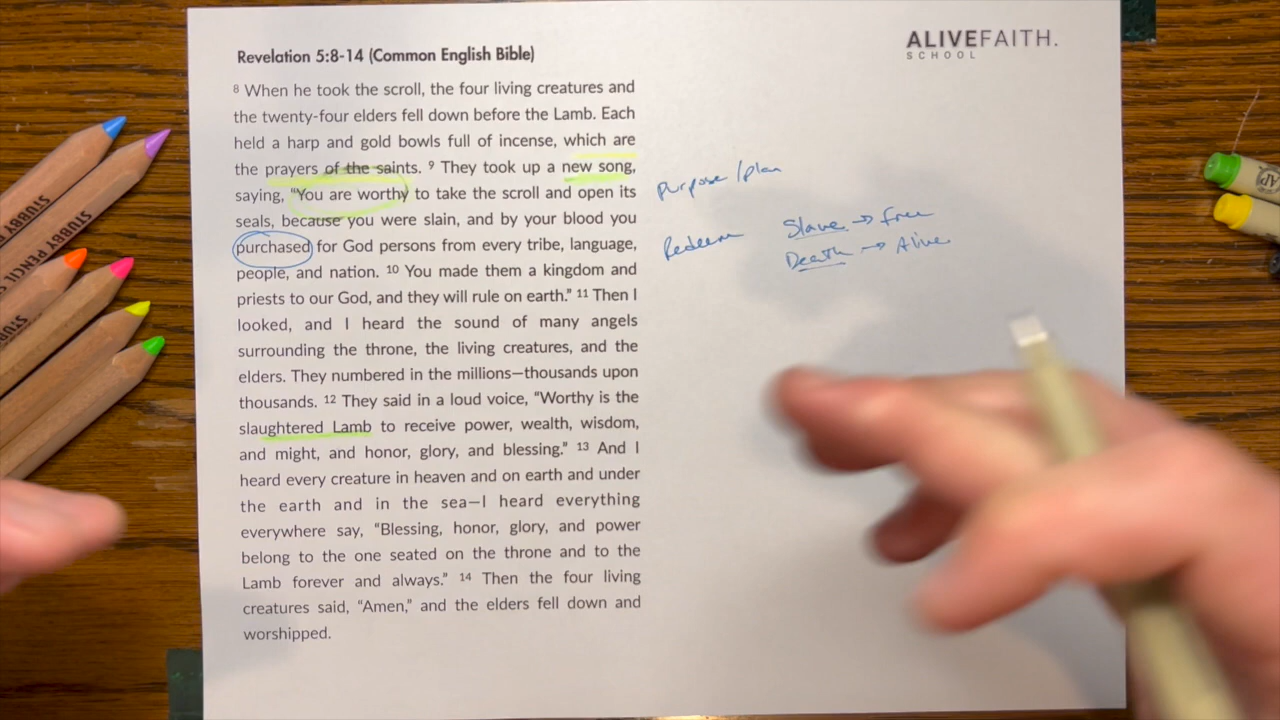 Revelation 5:8-14 (Common English Bible)
ALIVEFAITH.
SCHOOL
8 When he took the scroll, the four living creatures and
the twenty-four elders fell down before the Lamb. Each
held a harp and gold bowls full of incense, which are
the prayers of the saints. 9 They took up a new song,
saying, "You are worthy to take the scroll and open its
seals, because you were slain, and by your blood you
purchased for God persons from every tribe, language,
people, and nation. 10 You made them a kingdom and
priests to our God, and they will rule on earth." 11 Then I
looked, and I heard the sound of many angels
surrounding the throne, the living creatures, and the
elders. They numbered in the millions—thousands upon
thousands. 12 They said in a loud voice, "Worthy is the
slaughtered Lamb to receive power, wealth, wisdom,
and might, and honor, glory, and blessing." 13 And I
heard every creature in heaven and on earth and under
the earth and in the sea—I heard everything
everywhere say, "Blessing, honor, glory, and power
belong to the one seated on the throne and to the
Lamb forever and always." 14 Then the four living
creatures said, "Amen," and the elders fell down and
worshipped.
purpose/plan
Redeem
Slave → Free
Death → Alive
STUBBY
STUBBY PENCIL
STUBBY